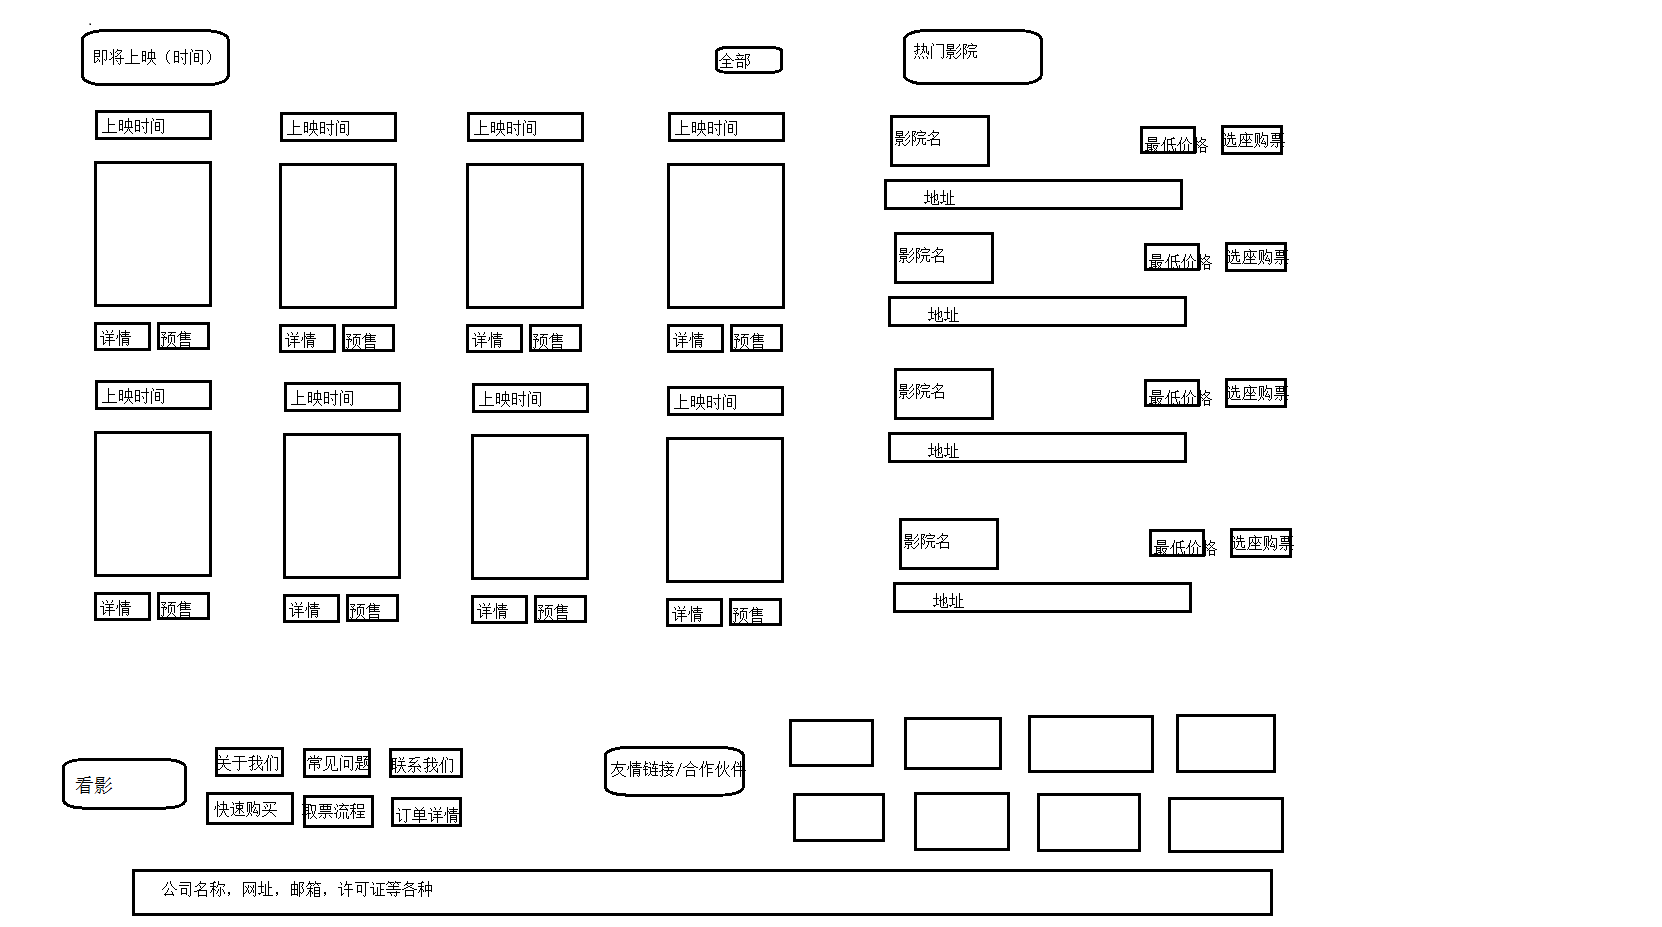 即将上映（时间）
全部
热门影院
上映时间
上映时间
上映时间
上映时间
详情
预售
详情
预售
详情
预售
详情
预售
上映时间
上映时间
上映时间
上映时间
详情
预售
详情
预售
详情
预售
详情
预售
影院名
最低价格
选座购票
地址
影院名
最低价格
选座购票
地址
影院名
最低价格
选座购票
地址
影院名
最低价格
选座购票
地址
看影
关于我们
常见问题
联系我们
快速购买
取票流程
订单详情
友情链接/合作伙伴
公司名称，网址，邮箱，许可证等各种